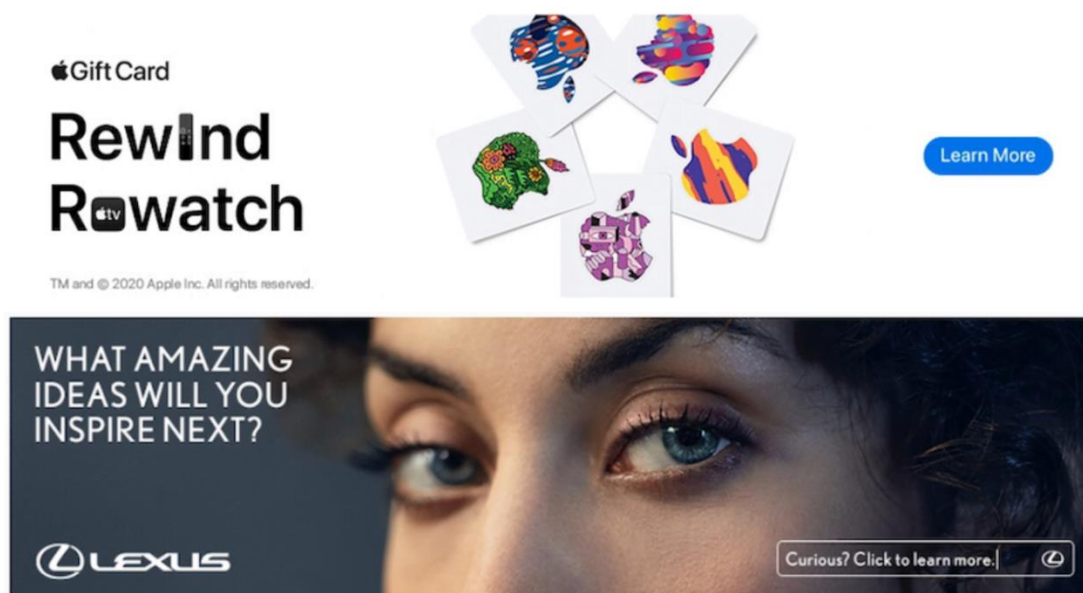 Gift Card
Rewind
Rewatch
tv
TM and © 2020 Apple Inc. All rights reserved.
Learn More
WHAT AMAZING
IDEAS WILL YOU
INSPIRE NEXT?
LEXUS
Curious? Click to learn more.